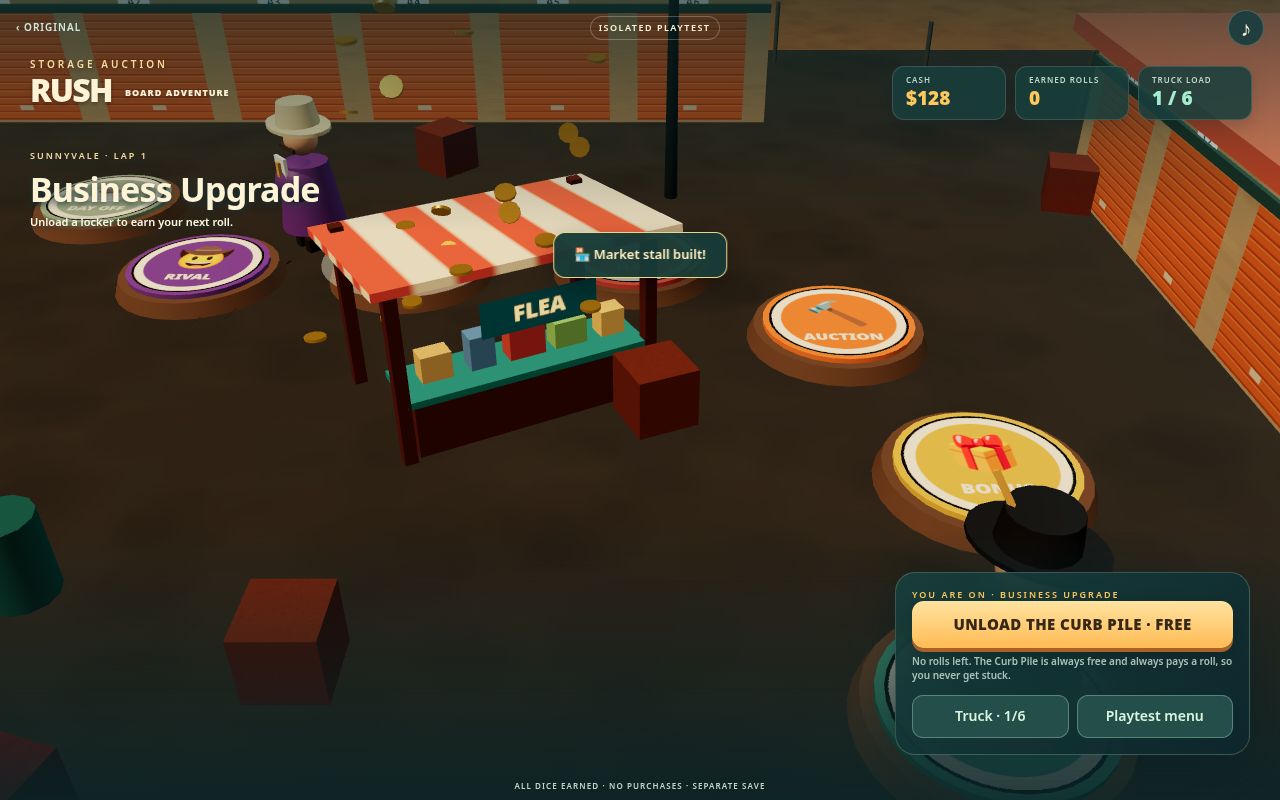 ‹ ORIGINAL
ISOLATED PLAYTEST
♪
STORAGE AUCTION
RUSH BOARD ADVENTURE
CASH
$128
EARNED ROLLS
0
TRUCK LOAD
1 / 6
SUNNYVALE · LAP 1
Business Upgrade
Unload a locker to earn your next roll.
DAY OFF
RIVAL
🏪 Market stall built!
FLEA
AUCTION
BONUS
YOU ARE ON · BUSINESS UPGRADE
UNLOAD THE CURB PILE · FREE
No rolls left. The Curb Pile is always free and always pays a roll, so
you never get stuck.
Truck · 1/6
Playtest menu
ALL DICE EARNED · NO PURCHASES · SEPARATE SAVE